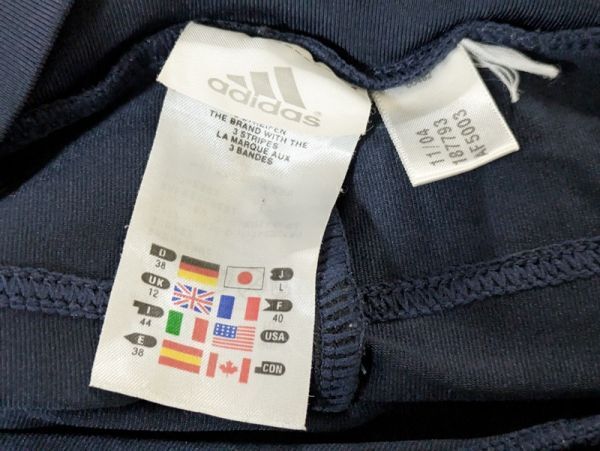 adidas
THE BRAND WITH THE
3 STRIPES
LA MARQUE AUX
3 BANDES
D
38
J
L
UK
12
F
40
I
44
USA
E
38
CDN
11/04
187793
AF5003